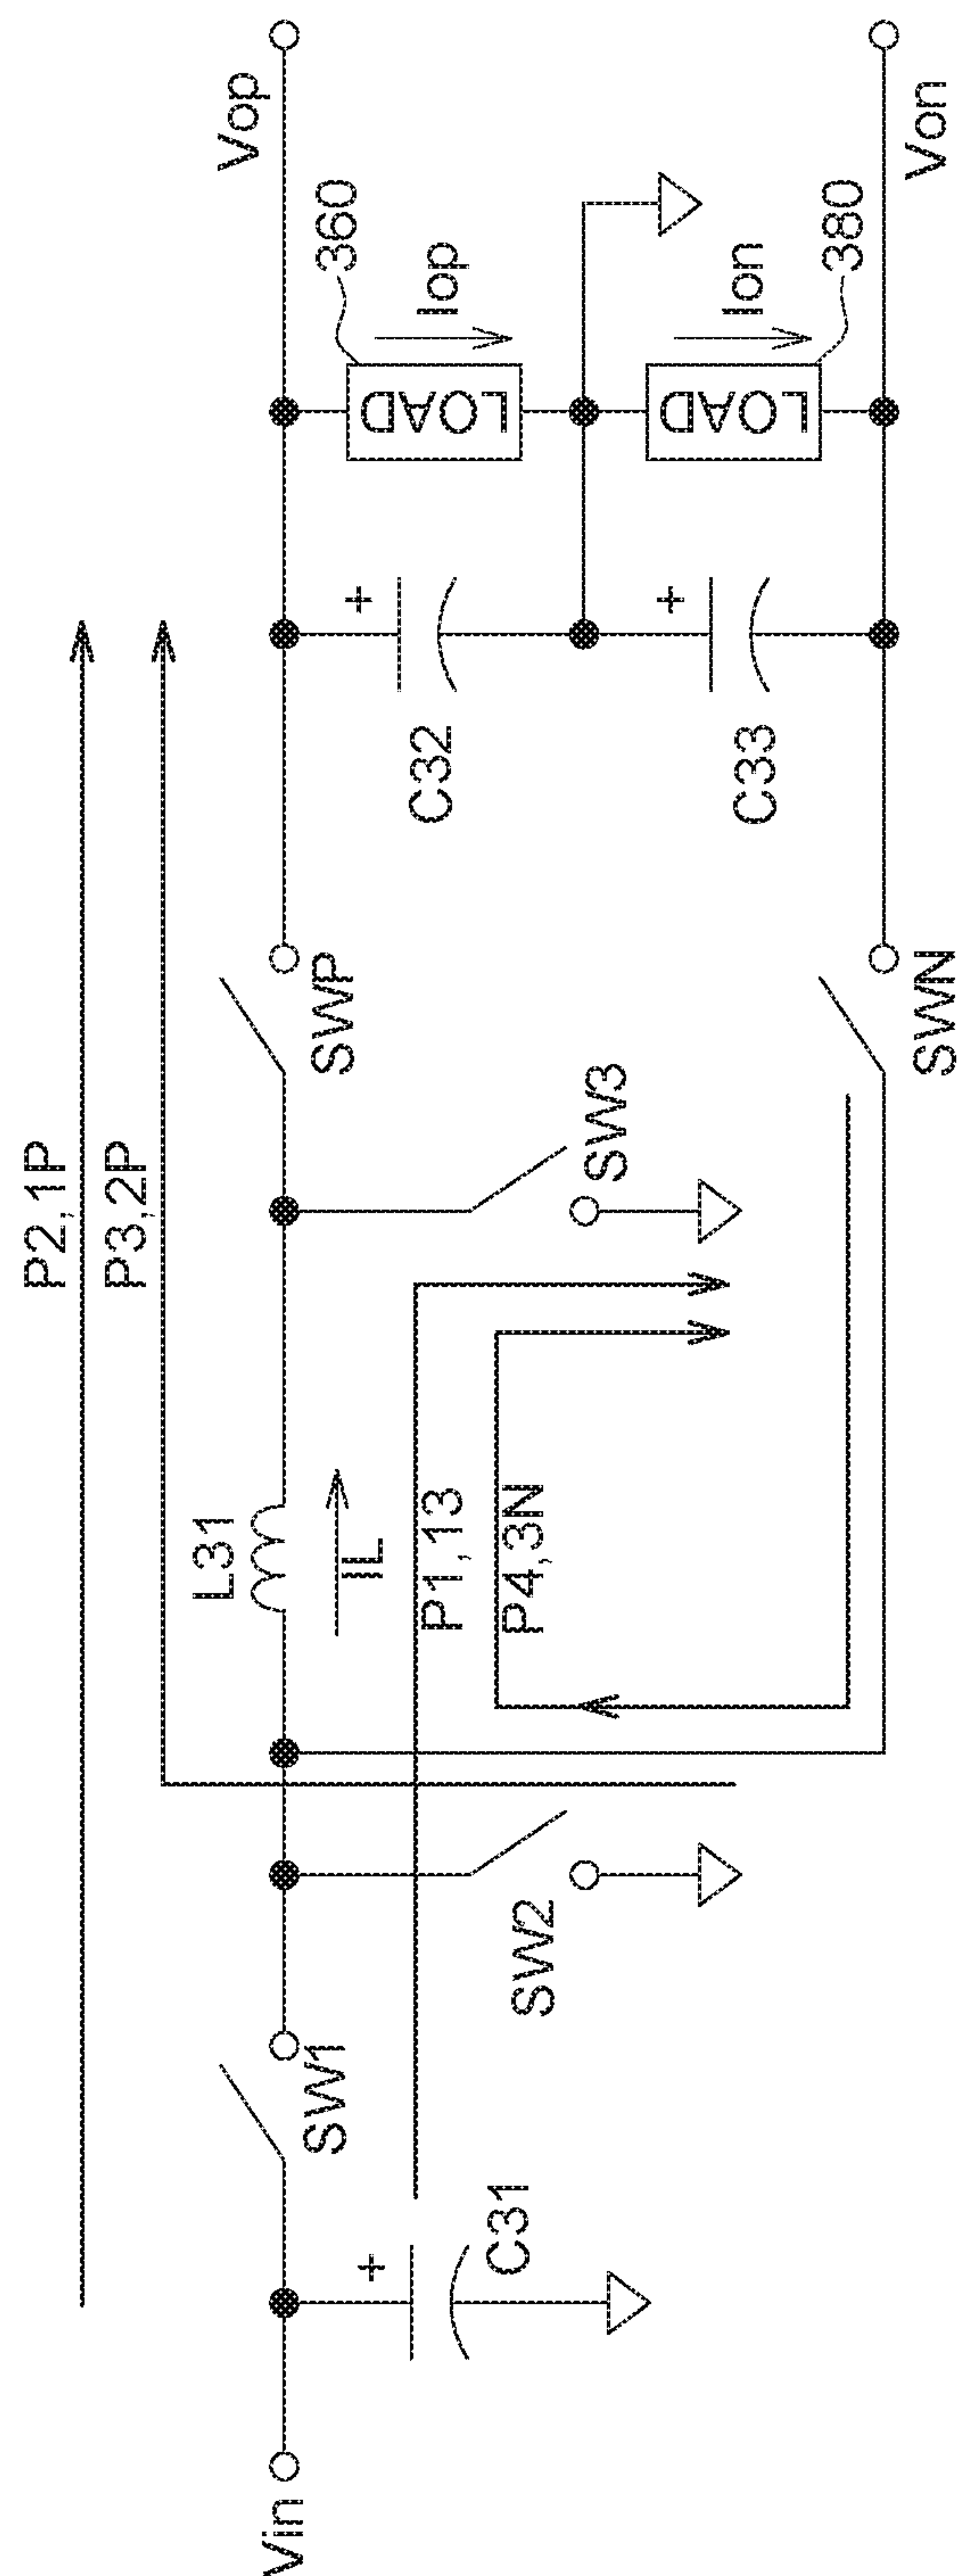 P2,1P
P3,2P
Vin
SW1
+
C31
SW2
L31
IL
P1,13
P4,3N
SW3
SWP
SWN
C32
+
C33
+
360
LOAD
Iop
380
LOAD
Ion
Vop
Von